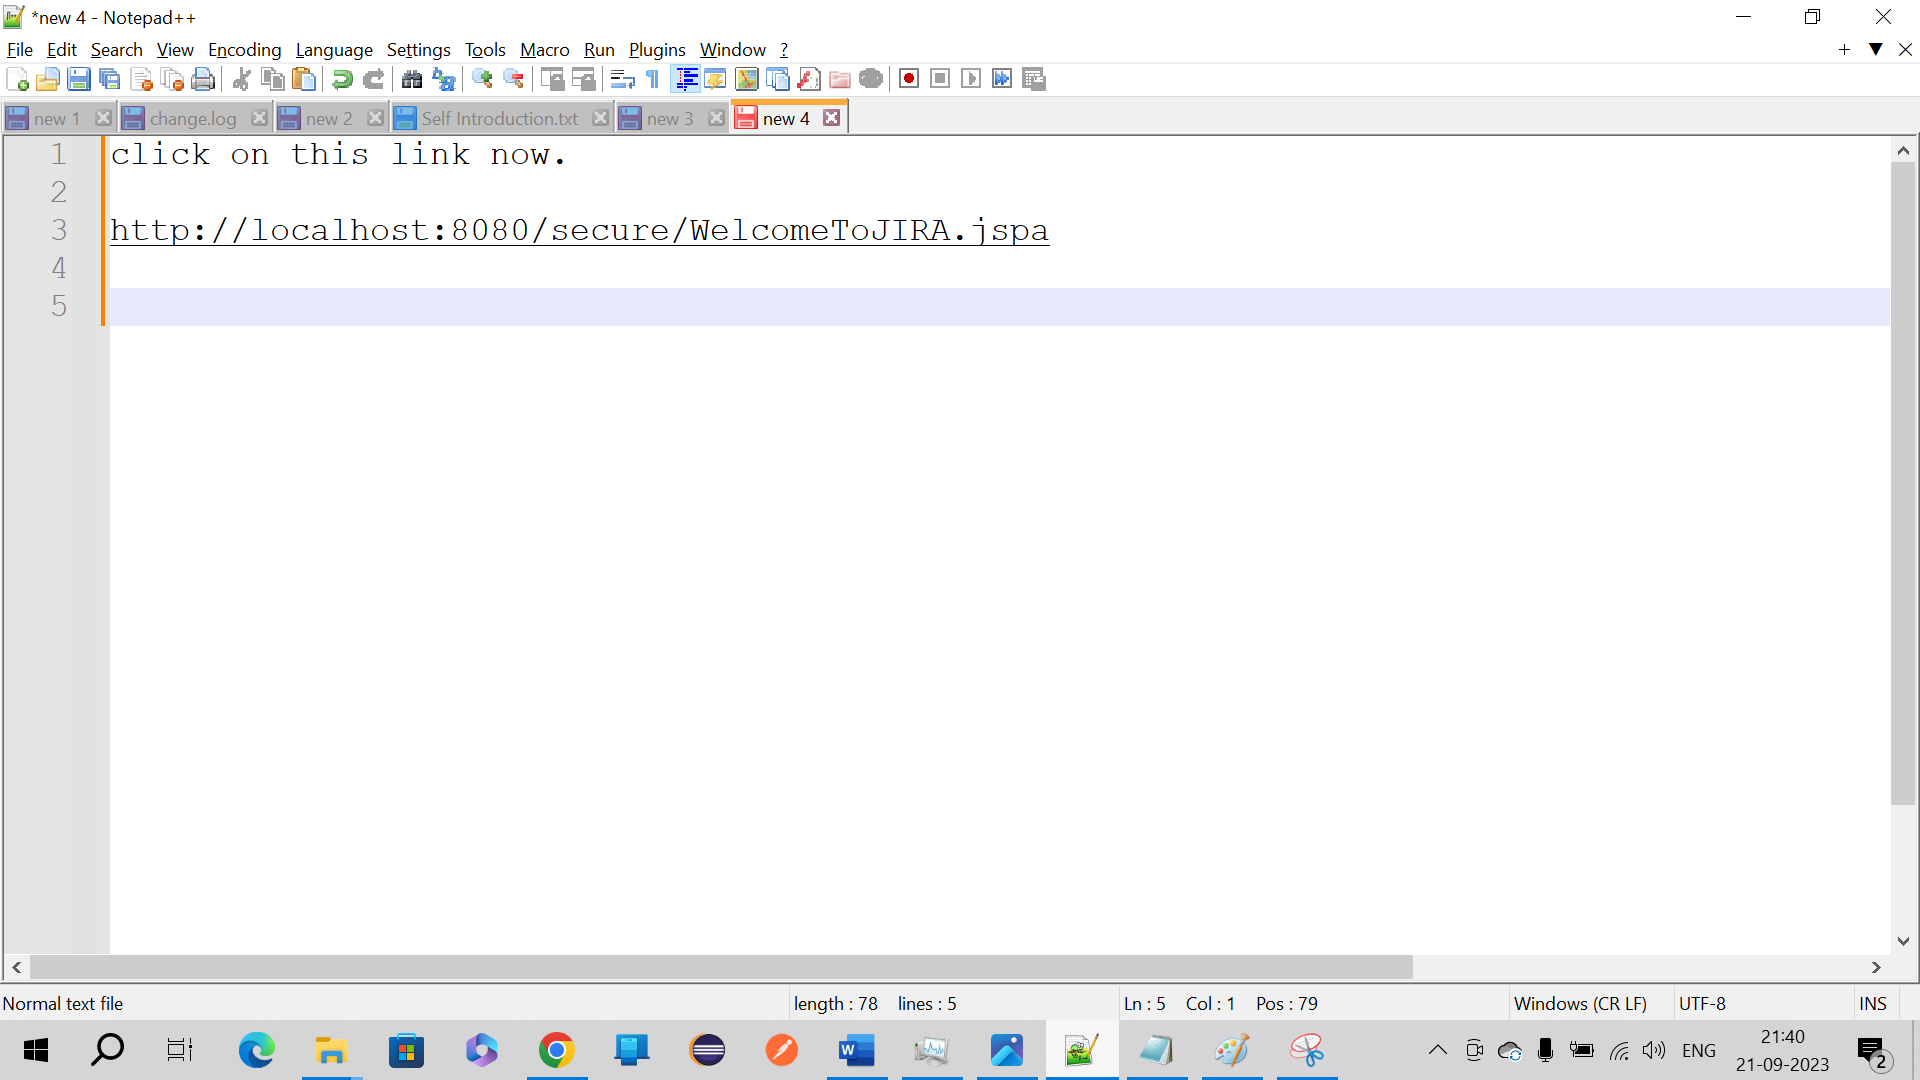 *new 4 - Notepad++
File Edit Search View Encoding Language Settings Tools Macro Run Plugins Window ?
new 1 change.log new 2 Self Introduction.txt new 3 new 4
1 click on this link now.
2
3 http://localhost:8080/secure/WelcomeToJIRA.jspa
4
5
Normal text file length : 78 lines : 5 Ln : 5 Col : 1 Pos : 79 Windows (CR LF) UTF-8 INS
ENG 21:40
21-09-2023 2